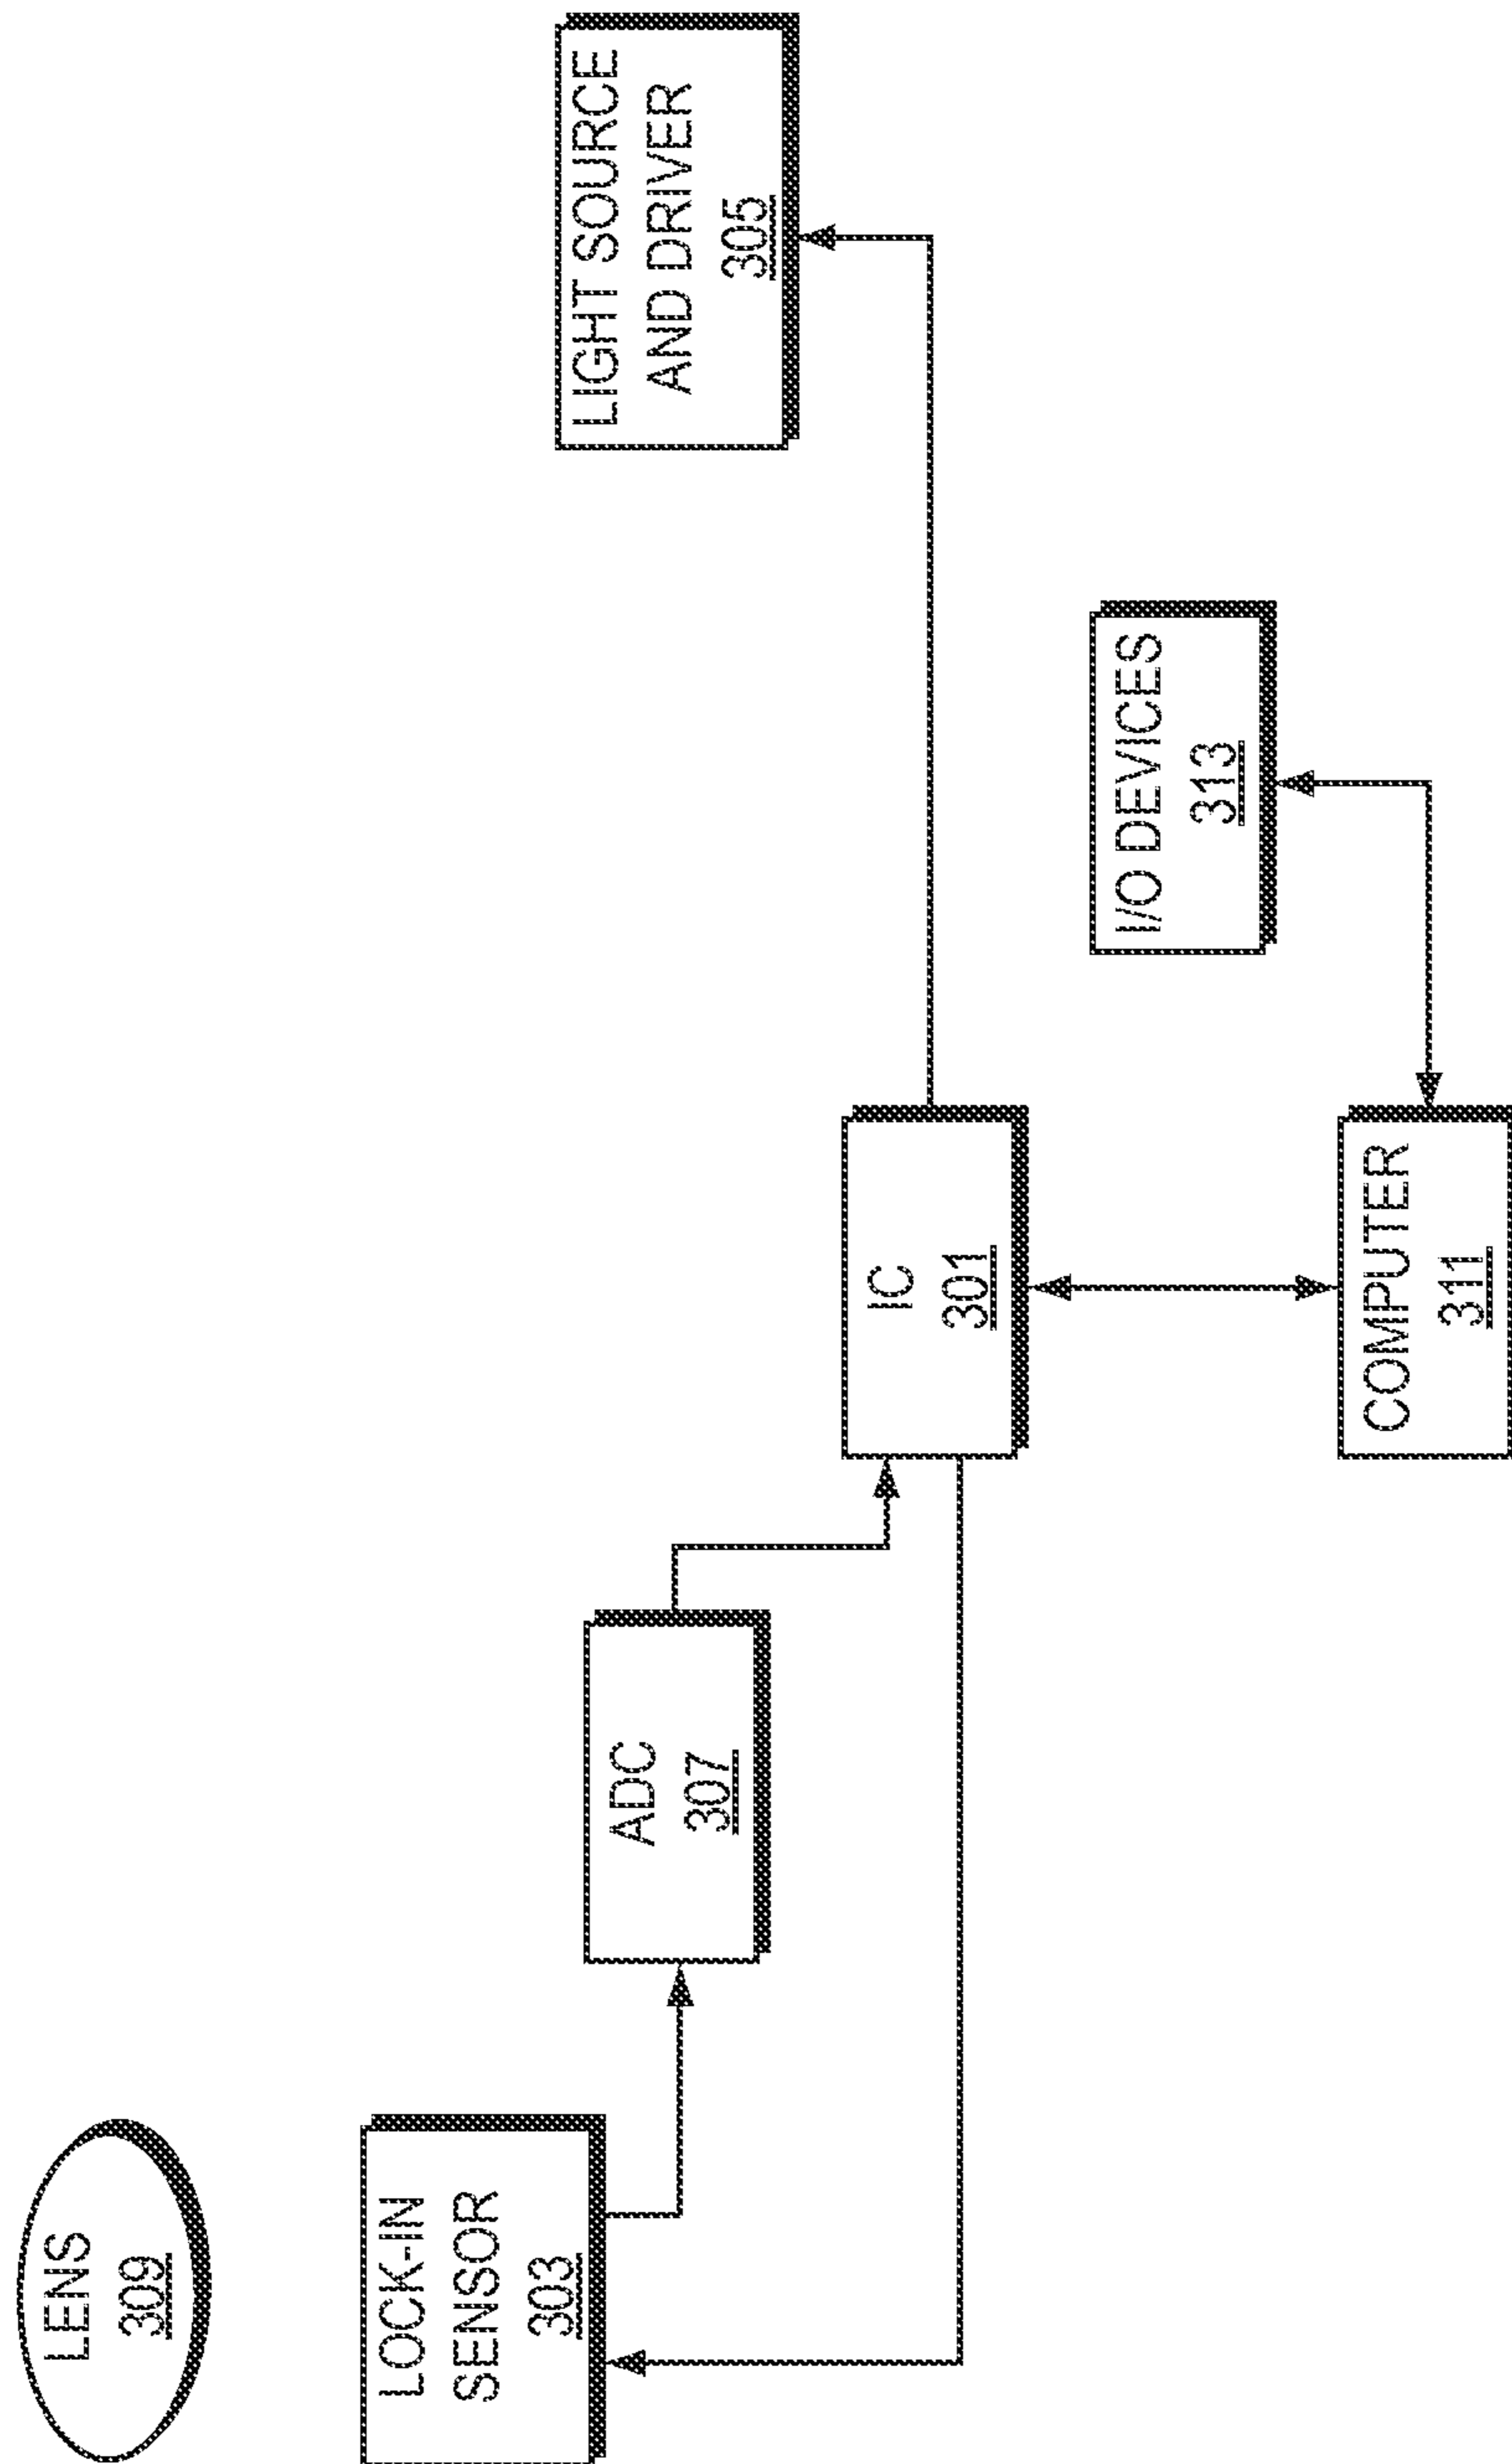 LENS
309
LOCK-IN
SENSOR
303
LIGHT SOURCE
AND DRIVER
305
ADC
307
IC
301
I/O DEVICES
313
COMPUTER
311